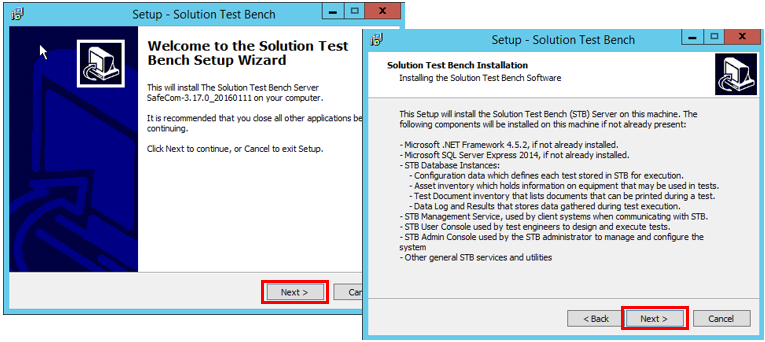 Setup - Solution Test Bench
Welcome to the Solution Test
Bench Setup Wizard
This will install The Solution Test Bench Server
SafeCom-3.17.0_20160111 on your computer.
It is recommended that you close all other applications be
continuing.
Click Next to continue, or Cancel to exit Setup.
Next >
Can
Setup - Solution Test Bench
Solution Test Bench Installation
Installing the Solution Test Bench Software
This Setup will install the Solution Test Bench (STB) Server on this machine. The
following components will be installed on this machine if not already present:
- Microsoft .NET Framework 4.5.2, if not already installed.
- Microsoft SQL Server Express 2014, if not already installed.
- STB Database Instances:
- Configuration data which defines each test stored in STB for execution.
- Asset inventory which holds information on equipment that may be used in tests.
- Test Document inventory that lists documents that can be printed during a test.
- Data Log and Results that stores data gathered during test execution.
- STB Management Service, used by client systems when communicating with STB.
- STB User Console used by test engineers to design and execute tests.
- STB Admin Console used by the STB administrator to manage and configure the
system
- Other general STB services and utilities
< Back
Next >
Cancel